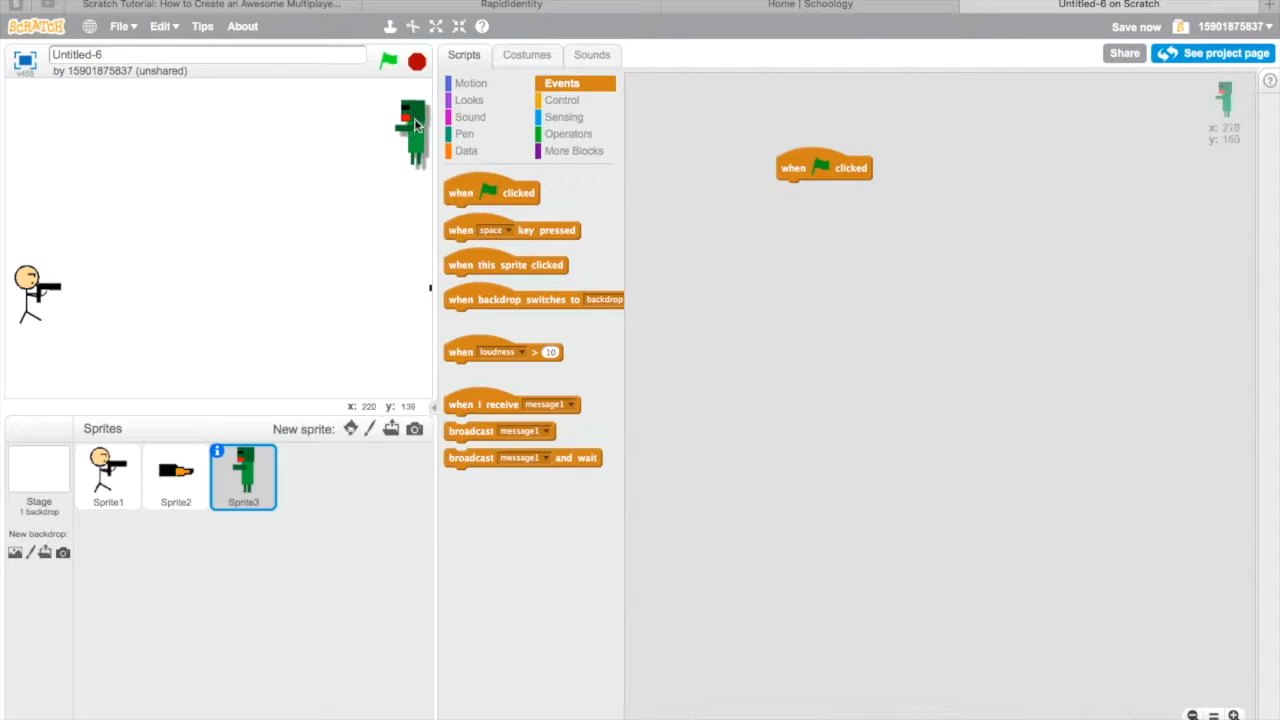 Scratch Tutorial: How to Create an Awesome Multiplaye...
RapidIdentity
Home | Schoology
Untitled-6 on Scratch
SCRATCH
File
Edit
Tips
About
Save now
15901875837
Untitled-6
by 15901875837 (unshared)
v456
Scripts
Costumes
Sounds
Share
See project page
Motion
Looks
Sound
Pen
Data
Events
Control
Sensing
Operators
More Blocks
when clicked
when space key pressed
when this sprite clicked
when backdrop switches to backdrop
when loudness > 10
when I receive message1
broadcast message1
broadcast message1 and wait
when clicked
x: 220 y: 139
Sprites
New sprite:
Stage
1 backdrop
New backdrop:
Sprite1
Sprite2
Sprite3
y: 160